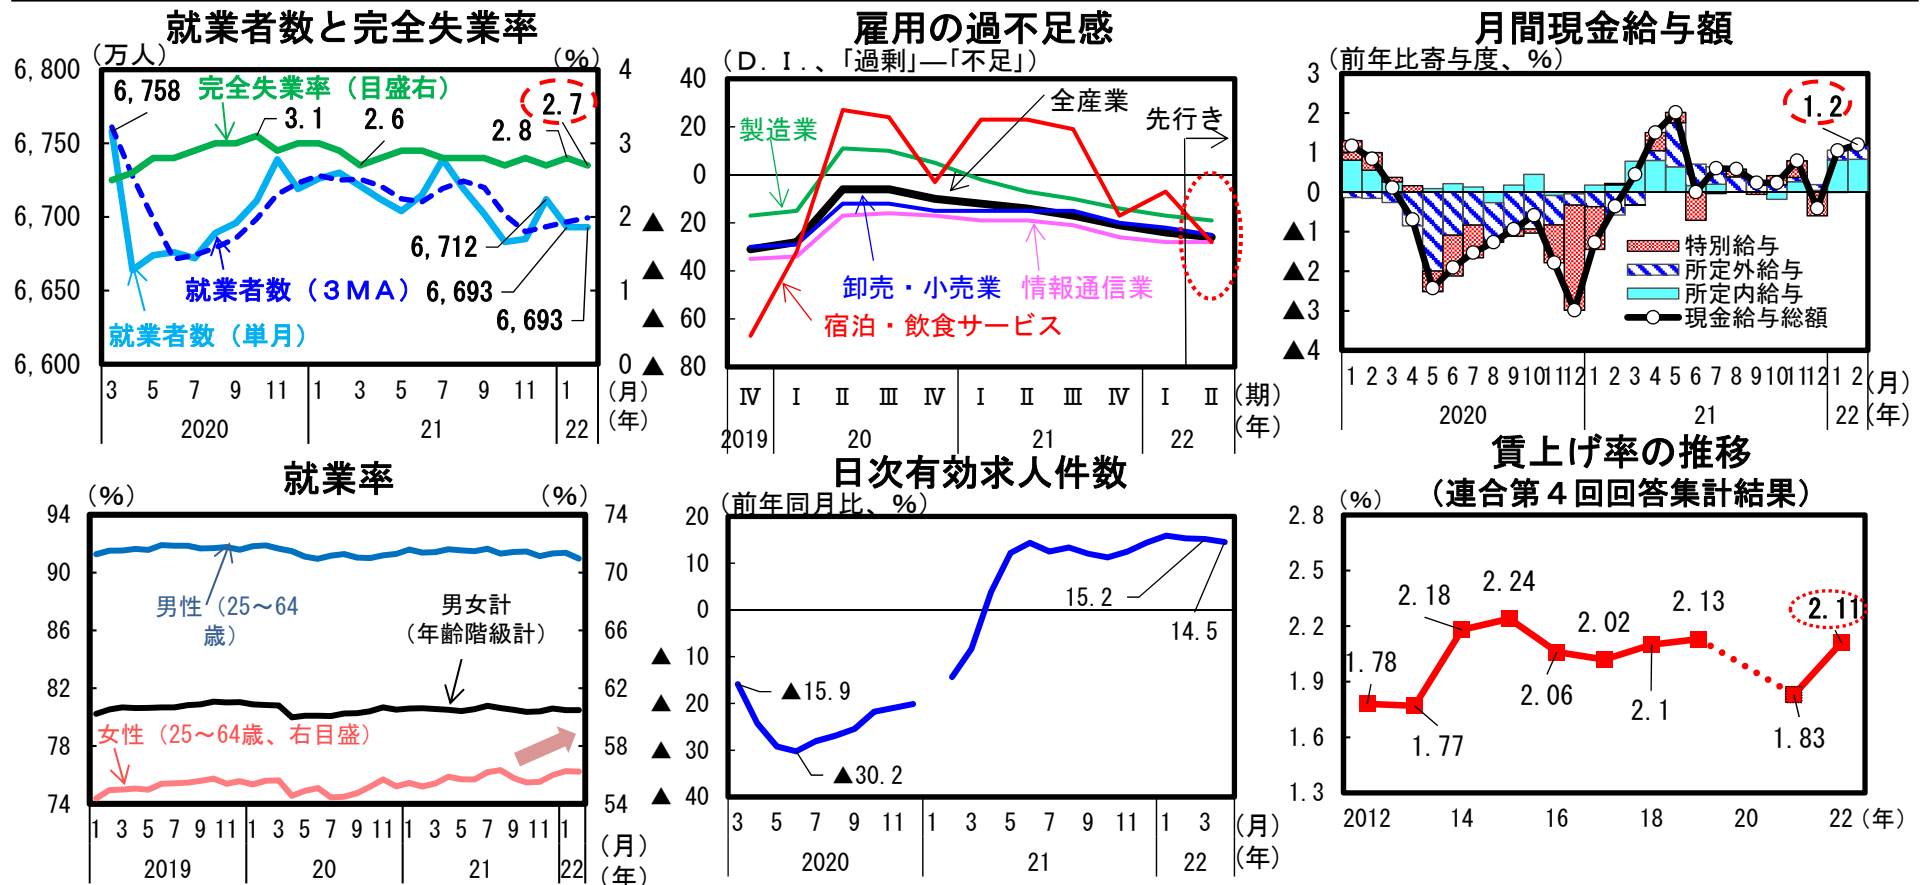 就業者数と完全失業率
(万人)
(%)
6,800
6,750
6,700
6,650
6,600
4
3
2
1
0
6,758
完全失業率(目盛右)
3.1
2.6
2.8
2.7
6,712
6,693
6,693
就業者数(3MA)
就業者数(単月)
3 5 7 9 11 1 3 5 7 9 11 1 (月)
2020 21 22 (年)
雇用の過不足感
(D.I.、「過剰」―「不足」)
40
20
0
▲20
▲40
▲60
▲80
製造業
全産業
先行き
卸売・小売業
情報通信業
宿泊・飲食サービス
Ⅳ Ⅰ Ⅱ Ⅲ Ⅳ Ⅰ Ⅱ Ⅲ Ⅳ Ⅰ Ⅱ (期)
2019 20 21 22 (年)
月間現金給与額
(前年比寄与度、%)
3
2
1
0
▲1
▲2
▲3
▲4
1.2
特別給与
所定外給与
所定内給与
現金給与総額
1 2 3 4 5 6 7 8 9 10 11 12 1 2 3 4 5 6 7 8 9 10 11 12 1 2 (月)
2020 21 22 (年)
就業率
(%)
(%)
94
90
86
82
78
74
74
70
66
62
58
54
男性(25~64
歳)
男女計
(年齢階級計)
女性(25~64歳、右目盛)
1 3 5 7 9 11 1 3 5 7 9 11 1 3 5 7 9 11 1 (月)
2019 20 21 22 (年)
日次有効求人件数
(前年同月比、%)
20
10
0
▲10
▲20
▲30
▲40
▲15.9
▲30.2
15.2
14.5
3 5 7 9 11 1 3 5 7 9 11 1 3 (月)
2020 21 22 (年)
賃上げ率の推移
(連合第4回回答集計結果)
(%)
2.8
2.5
2.2
1.9
1.6
1.3
1.78
1.77
2.18
2.24
2.06
2.02
2.1
2.13
1.83
2.11
2012 14 16 18 20 22 (年)